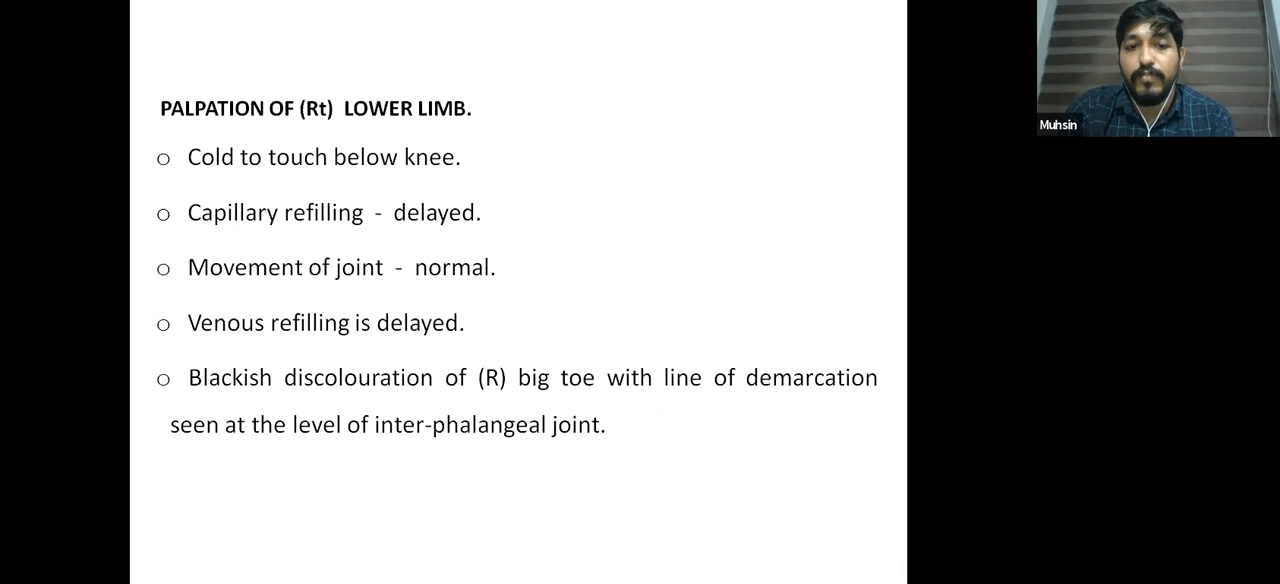 PALPATION OF (Rt) LOWER LIMB.
o Cold to touch below knee.
o Capillary refilling - delayed.
o Movement of joint - normal.
o Venous refilling is delayed.
o Blackish discolouration of (R) big toe with line of demarcation
seen at the level of inter-phalangeal joint.
Muhsin